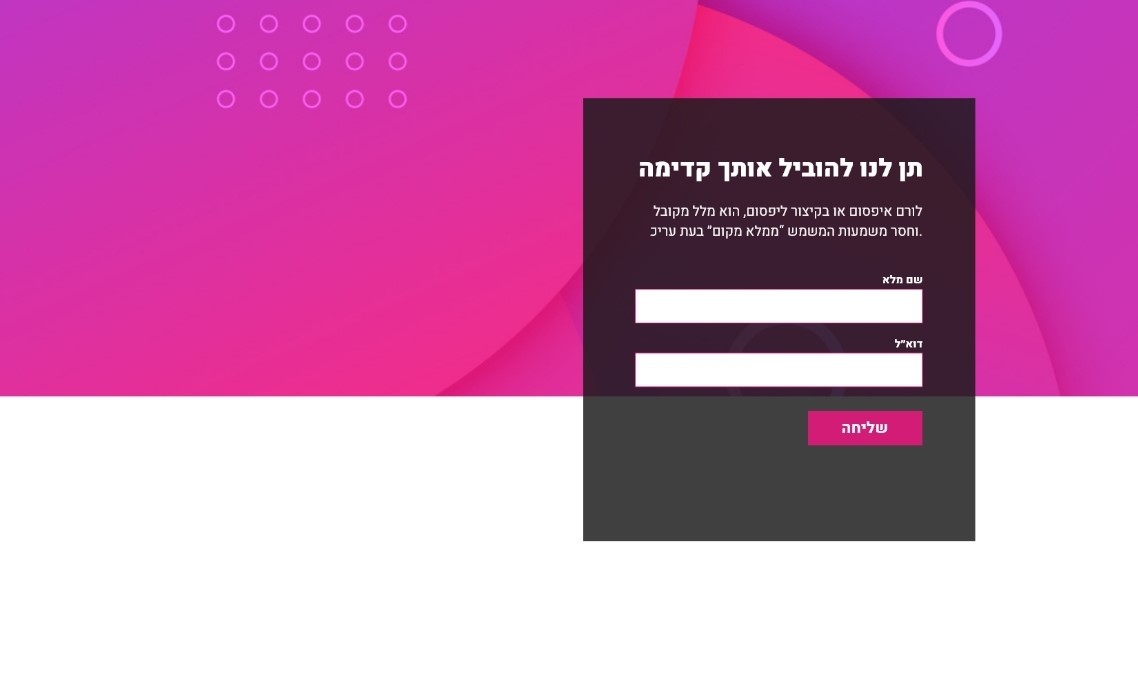 תן לנו להוביל אותך קדימה
לורם איפסום או בקיצור ליפסום, הוא מלל מקובל
וחסר משמעות המשמש "ממלא מקום" בעת עריכ.
שם מלא
דוא"ל
שליחה